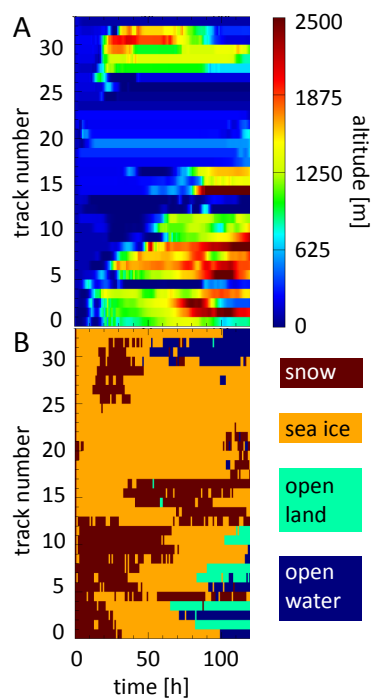 A
30
25
20
15
10
5
0
track number
2500
1875
1250
625
0
altitude [m]
B
30
25
20
15
10
5
0
track number
0
50
100
time [h]
snow
sea ice
open
land
open
water